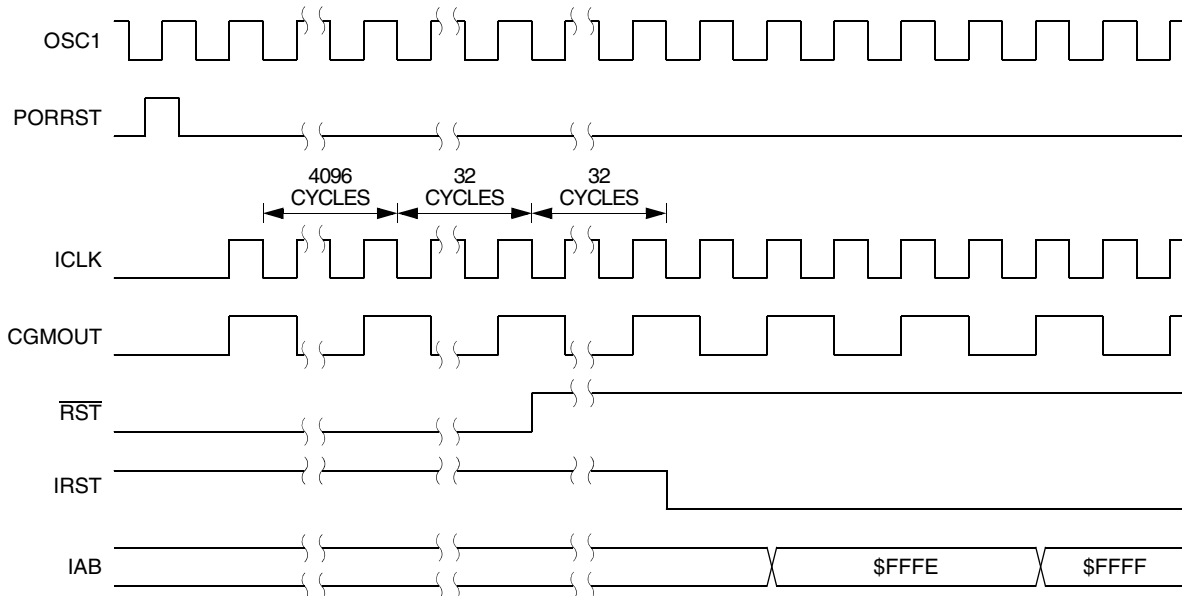 OSC1
PORRST
4096
CYCLES
32
CYCLES
32
CYCLES
ICLK
CGMOUT
RST
IRST
IAB
$FFFE
$FFFF